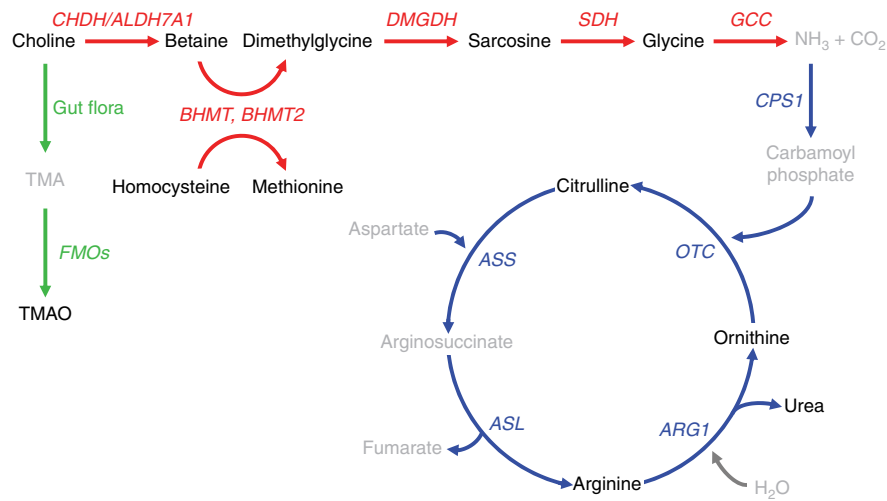 CHDH/ALDH7A1
DMGDH
SDH
GCC
Choline
Betaine
Dimethylglycine
Sarcosine
Glycine
NH₃ + CO₂
Gut flora
BHMT, BHMT2
CPS1
TMA
Homocysteine
Methionine
Carbamoyl
phosphate
Citrulline
Aspartate
FMOs
ASS
OTC
TMAO
Arginosuccinate
Ornithine
Urea
ASL
ARG1
Fumarate
Arginine
H₂O